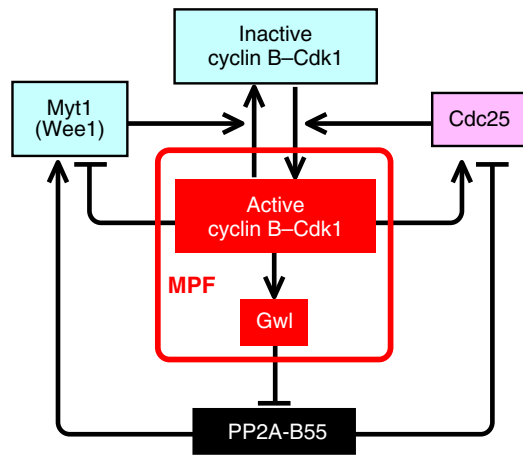 Inactive
cyclin B–Cdk1
Myt1
(Wee1)
Cdc25
Active
cyclin B–Cdk1
MPF
Gwl
PP2A-B55